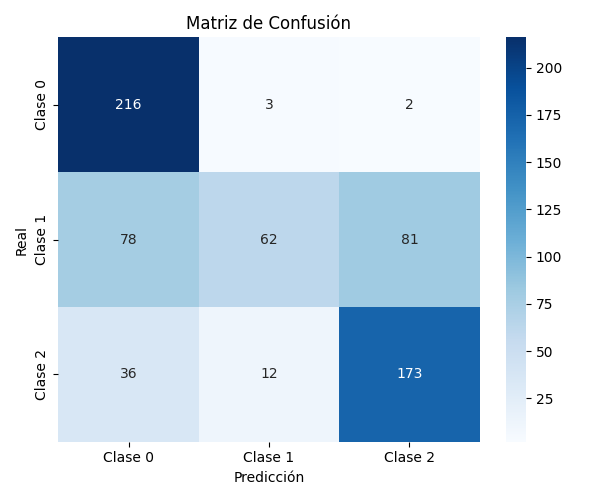 Matriz de Confusión
Real
Clase 0
216
3
2
Clase 1
78
62
81
Clase 2
36
12
173
Clase 0
Clase 1
Clase 2
Predicción
200
175
150
125
100
75
50
25